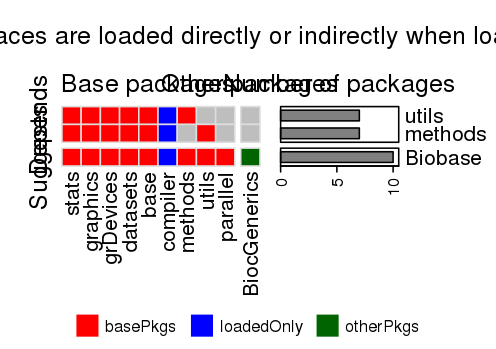 aces are loaded directly or indirectly when loa
Base packages Other packages Number of packages
Depends
Suggests
utils
methods
Biobase
stats
graphics
grDevices
datasets
base
compiler
methods
utils
parallel
BiocGenerics
0
5
10
basePkgs
loadedOnly
otherPkgs